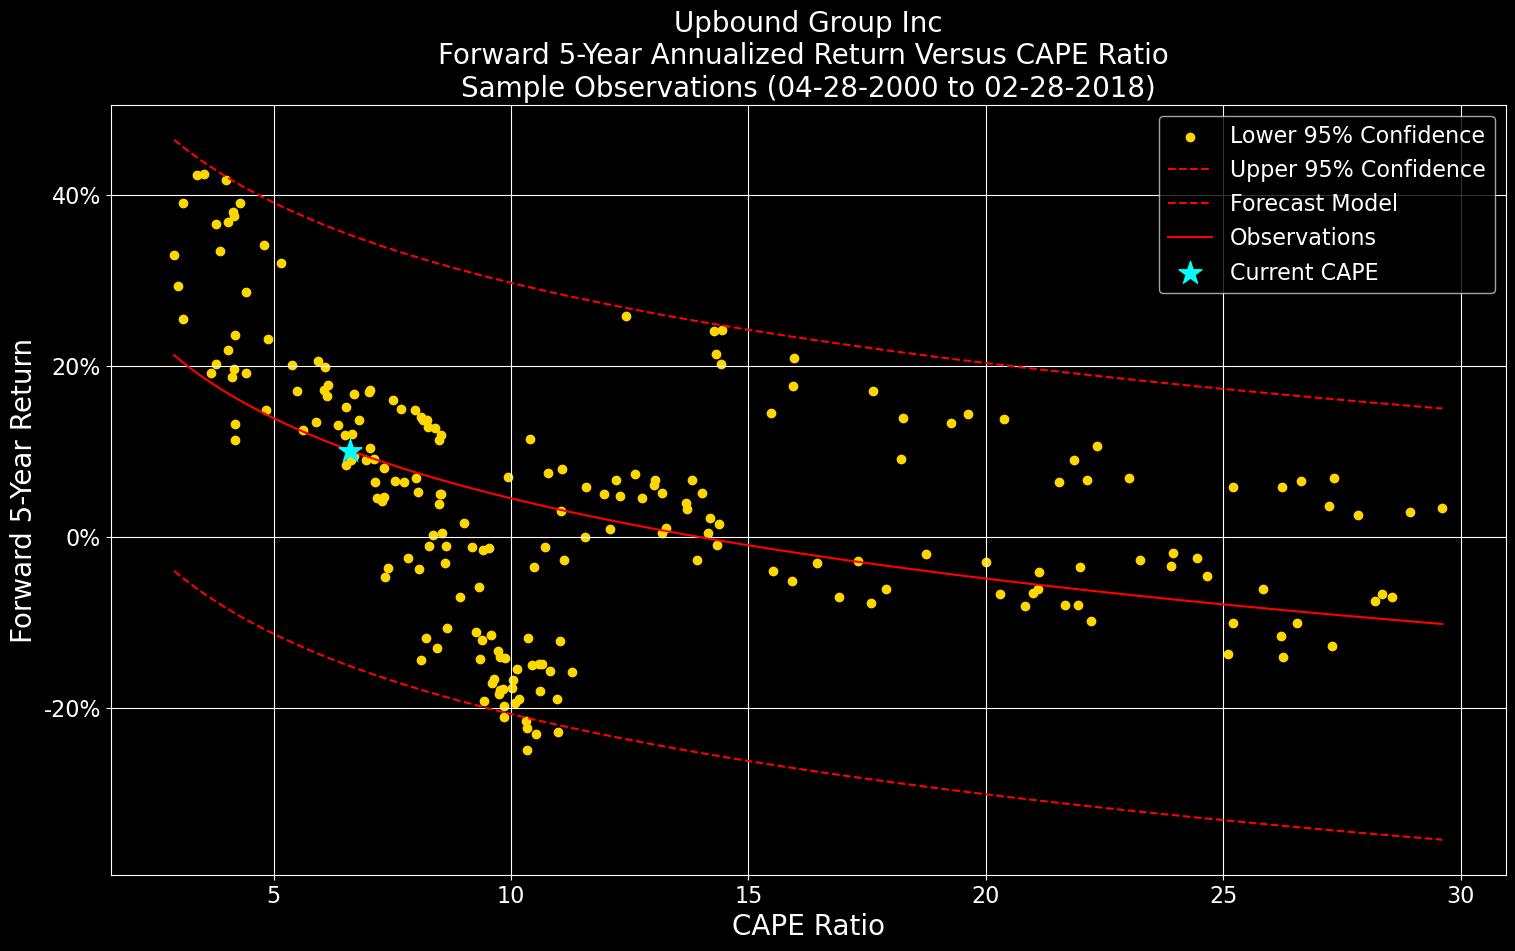 Upbound Group Inc
Forward 5-Year Annualized Return Versus CAPE Ratio
Sample Observations (04-28-2000 to 02-28-2018)
Lower 95% Confidence
Upper 95% Confidence
Forecast Model
Observations
Current CAPE
Forward 5-Year Return
40%
20%
0%
-20%
5 10 15 20 25 30
CAPE Ratio